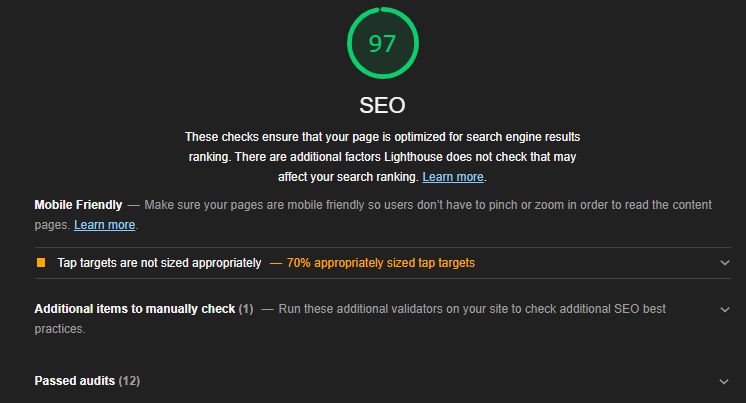 97
SEO
These checks ensure that your page is optimized for search engine results
ranking. There are additional factors Lighthouse does not check that may
affect your search ranking. Learn more.
Mobile Friendly — Make sure your pages are mobile friendly so users don't have to pinch or zoom in order to read the content
pages. Learn more.
Tap targets are not sized appropriately — 70% appropriately sized tap targets
Additional items to manually check (1) — Run these additional validators on your site to check additional SEO best
practices.
Passed audits (12)